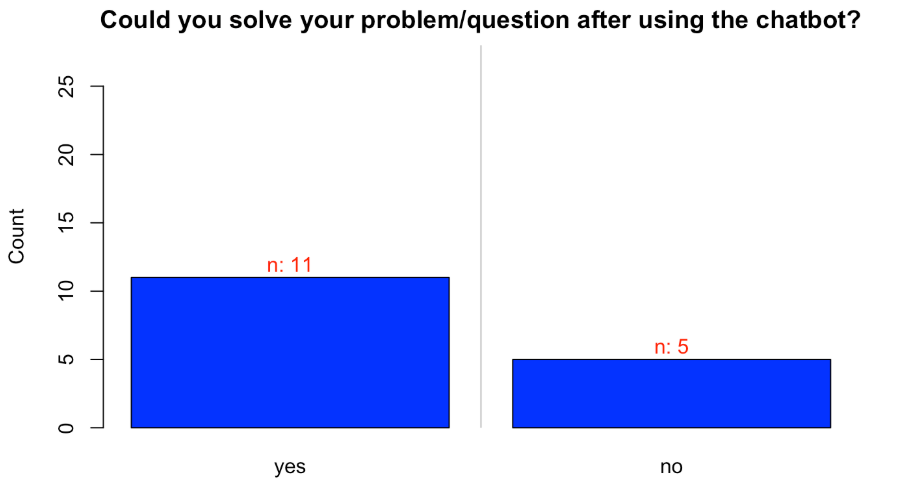 Could you solve your problem/question after using the chatbot?
25
20
15
10
5
0
Count
n: 11
n: 5
yes
no